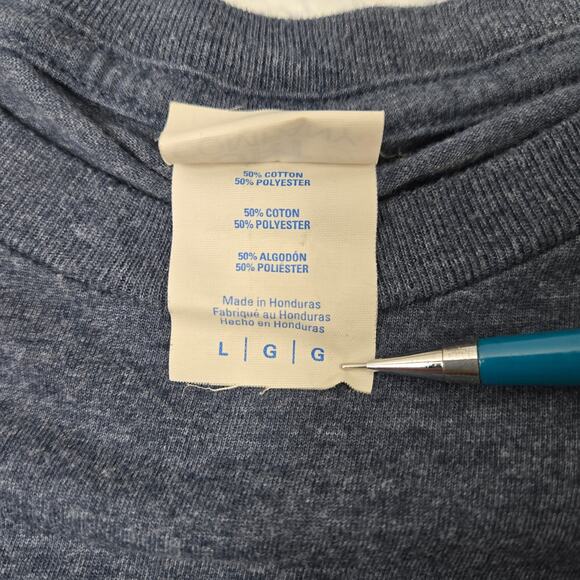 50% COTTON
50% POLYESTER
50% COTON
50% POLYESTER
50% ALGODÓN
50% POLIESTER
Made in Honduras
Fabriqué au Honduras
Hecho en Honduras
L | G | G